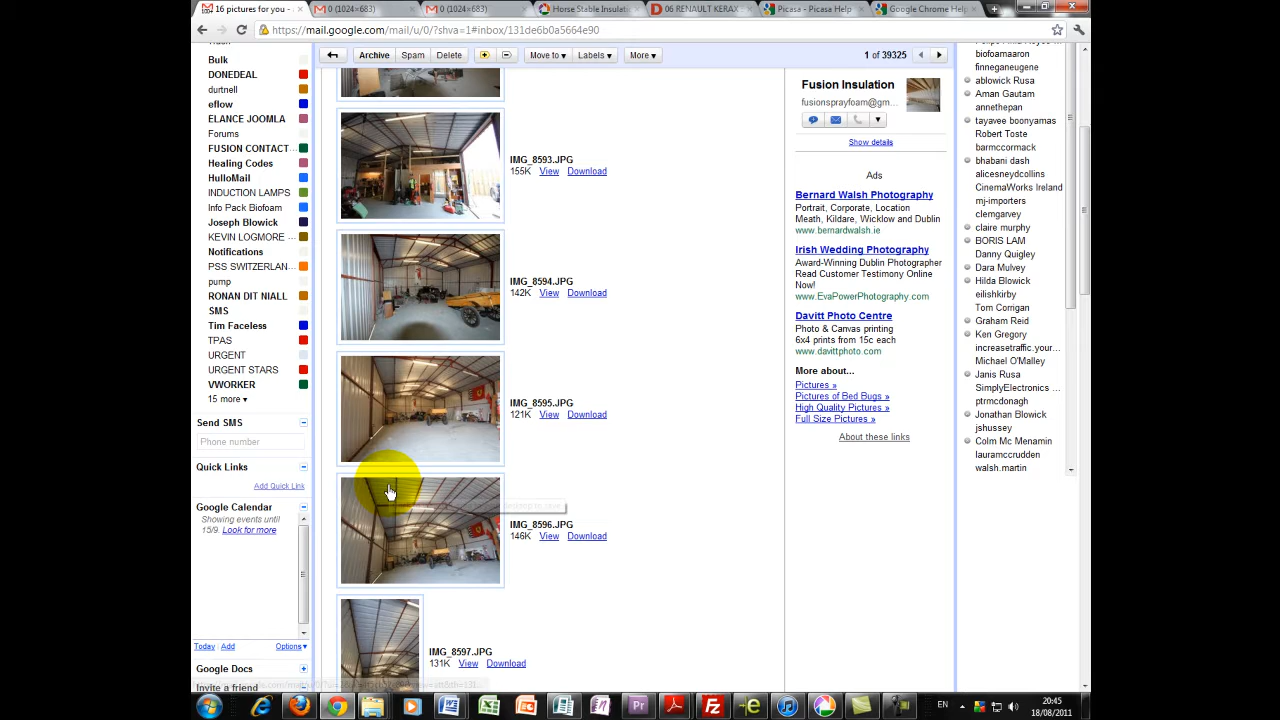 16 pictures for you -
0 (1024×683)
0 (1024×683)
Horse Stable Insulat
06 RENAULT KERAX
Picasa - Picasa Help
Google Chrome Help
https://mail.google.com/mail/u/0/?shva=1#inbox/131de6b0a5664e90
Archive Spam Delete Move to Labels More 1 of 39325
Bulk
DONEDEAL
durtnell
eflow
ELANCE JOOMLA
Forums
FUSION CONTACT...
Healing Codes
HulloMail
INDUCTION LAMPS
Info Pack Biofoam
Joseph Blowick
KEVIN LOGMORE ...
Notifications
PSS SWITZERLAN...
pump
RONAN DIT NIALL
SMS
Tim Faceless
TPAS
URGENT
URGENT STARS
VWORKER
15 more ▾
Send SMS
Phone number
Quick Links
Add Quick Link
Google Calendar
Showing events until
15/9. Look for more
Today Add Options▾
Google Docs
Invite a friend
IMG_8593.JPG
155K View Download
IMG_8594.JPG
142K View Download
IMG_8595.JPG
121K View Download
IMG_8596.JPG
146K View Download
IMG_8597.JPG
131K View Download
Fusion Insulation
fusionsprayfoam@gm...
Show details
Ads
Bernard Walsh Photography
Portrait, Corporate, Location
Meath, Kildare, Wicklow and Dublin
www.bernardwalsh.ie
Irish Wedding Photography
Award-Winning Dublin Photographer
Read Customer Testimony Online
Now!
www.EvaPowerPhotography.com
Davitt Photo Centre
Photo & Canvas printing
6x4 prints from 15c each
www.davittphoto.com
More about...
Pictures »
Pictures of Bed Bugs »
High Quality Pictures »
Full Size Pictures »
About these links
biofoamaron
finneganeugene
ablowick Rusa
Aman Gautam
annethepan
tayavee boonyamas
Robert Toste
barmccormack
bhabani dash
alicesneydcollins
CinemaWorks Ireland
mj-importers
clemgarvey
claire murphy
BORIS LAM
Danny Quigley
Dara Mulvey
Hilda Blowick
eilishkirby
Tom Corrigan
Graham Reid
Ken Gregory
increasetraffic.your...
Michael O'Malley
Janis Rusa
SimplyElectronics ...
ptrmcdonagh
Jonathan Blowick
jshussey
Colm Mc Menamin
lauramccrudden
walsh.martin
EN
20:45
18/08/2011